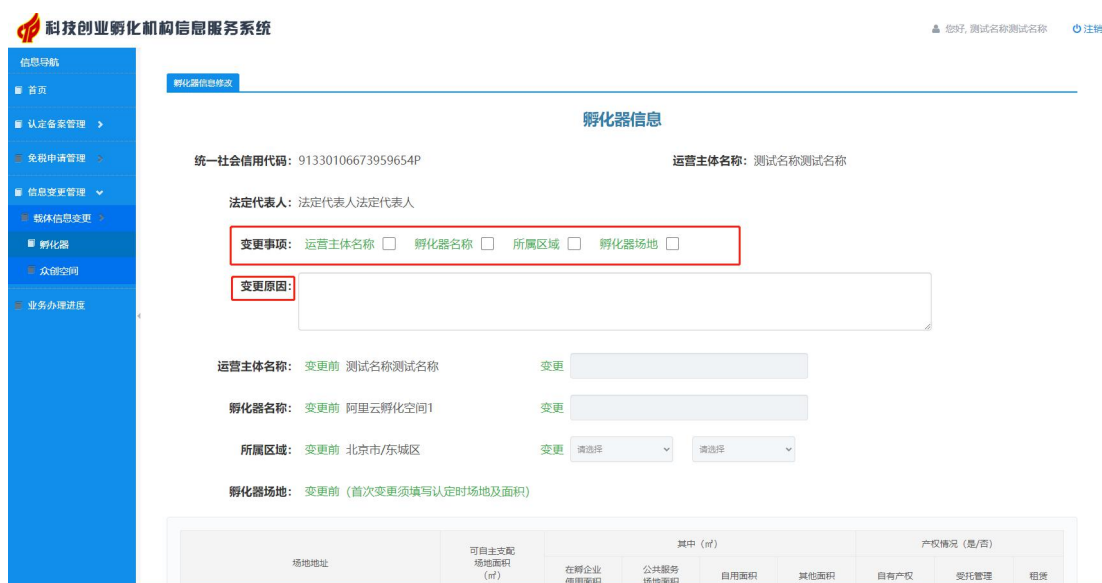 科技创业孵化机构信息服务系统
您好, 测试名称测试名称 注销
信息导航
首页
认定备案管理
免税申请管理
信息变更管理
载体信息变更
孵化器
众创空间
业务办理进度
孵化器信息修改
孵化器信息
统一社会信用代码: 91330106673959654P 运营主体名称: 测试名称测试名称
法定代表人: 法定代表人法定代表人
变更事项: 运营主体名称 孵化器名称 所属区域 孵化器场地
变更原因:
运营主体名称: 变更前 测试名称测试名称 变更
孵化器名称: 变更前 阿里云孵化空间1 变更
所属区域: 变更前 北京市/东城区 变更 请选择 请选择
孵化器场地: 变更前 (首次变更须填写认定时场地及面积)
场地地址
可自主支配
场地面积
(㎡)
其中 (㎡)
产权情况 (是/否)
在孵企业
使用面积
公共服务
场地面积
自用面积
其他面积
自有产权
受托管理
租赁